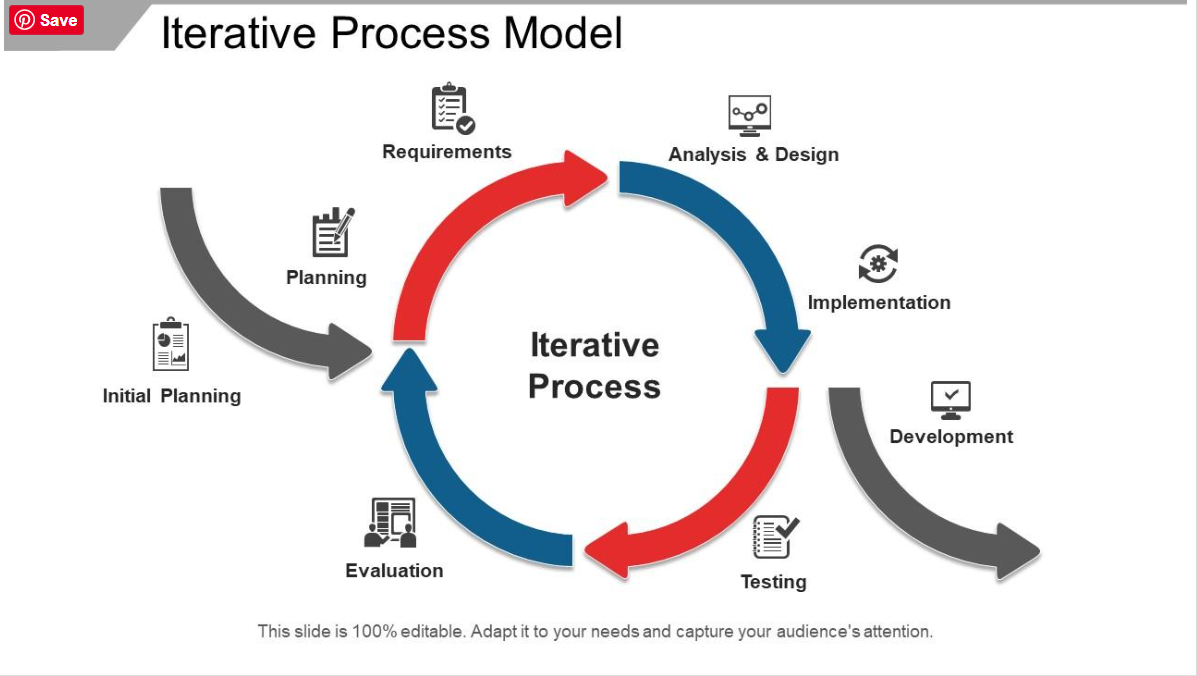 Save
Iterative Process Model
Requirements
Analysis & Design
Planning
Implementation
Initial Planning
Iterative
Process
Development
Evaluation
Testing
This slide is 100% editable. Adapt it to your needs and capture your audience's attention.